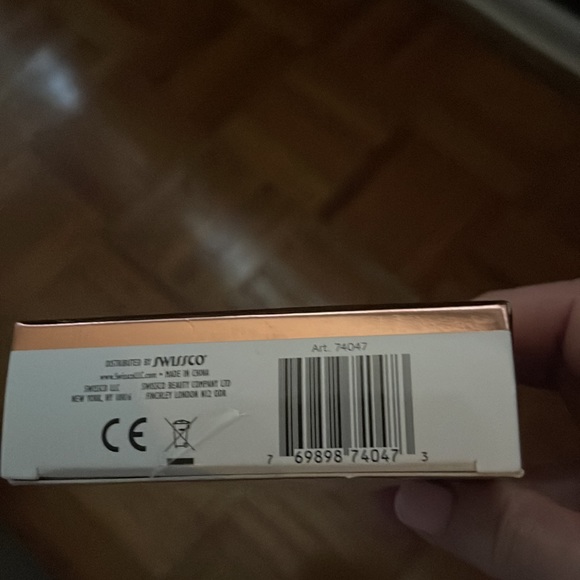 DISTRIBUTED BY SWISSCO
www.SwisscoLLC.com • MADE IN CHINA
SWISSCO LLC
NEW YORK, NY 10016
SWISSCO BEAUTY COMPANY LTD
FINCHLEY LONDON N12 0DR
CE
Art. 74047
7 69898 74047 3